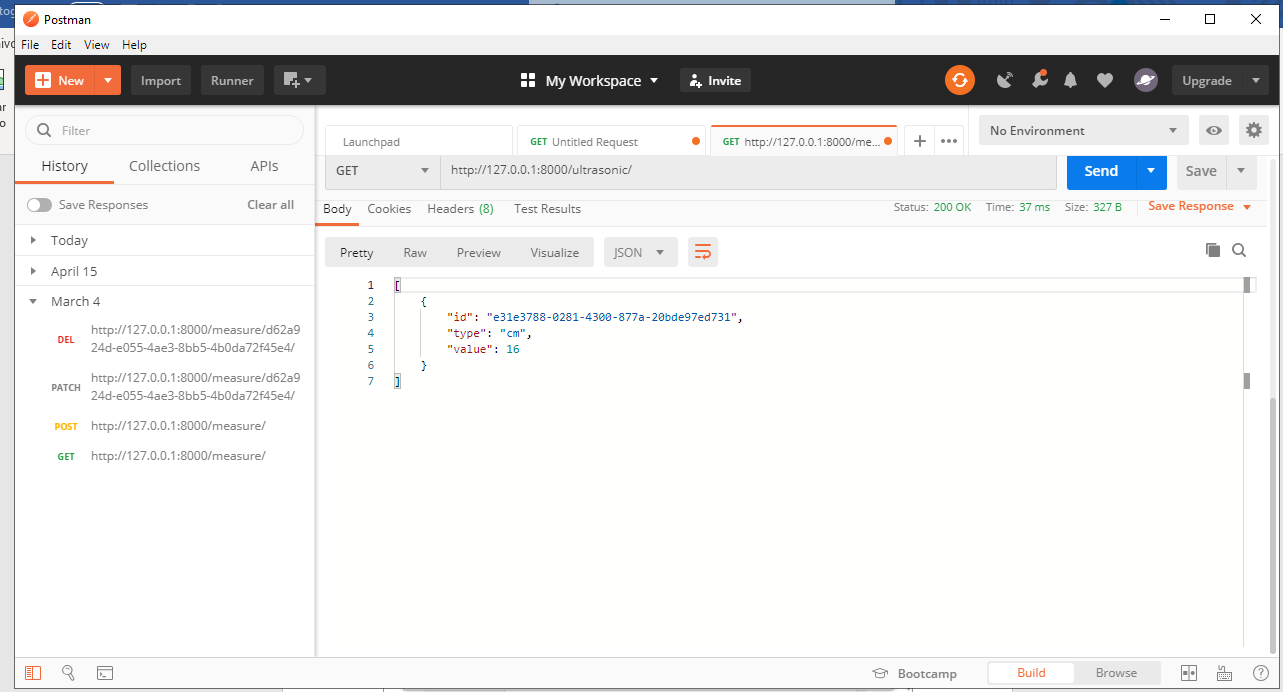 Postman
File Edit View Help
New Import Runner My Workspace Invite Upgrade
Filter
History Collections APIs
Save Responses Clear all
Today
April 15
March 4
DEL http://127.0.0.1:8000/measure/d62a9
24d-e055-4ae3-8bb5-4b0da72f45e4/
PATCH http://127.0.0.1:8000/measure/d62a9
24d-e055-4ae3-8bb5-4b0da72f45e4/
POST http://127.0.0.1:8000/measure/
GET http://127.0.0.1:8000/measure/
Launchpad GET Untitled Request GET http://127.0.0.1:8000/me... + ••• No Environment
GET http://127.0.0.1:8000/ultrasonic/ Send Save
Body Cookies Headers (8) Test Results Status: 200 OK Time: 37 ms Size: 327 B Save Response
Pretty Raw Preview Visualize JSON
1 [
2 {
3 "id": "e31e3788-0281-4300-877a-20bde97ed731",
4 "type": "cm",
5 "value": 16
6 }
7 ]
Bootcamp Build Browse